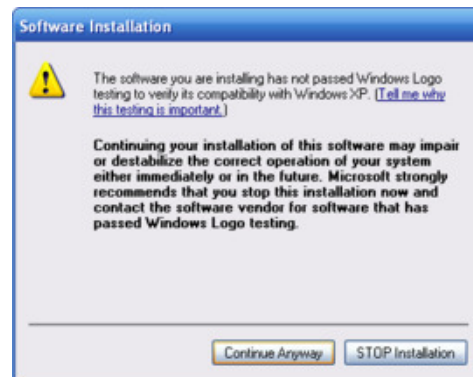 Software Installation
The software you are installing has not passed Windows Logo
testing to verify its compatibility with Windows XP. (Tell me why
this testing is important.)
Continuing your installation of this software may impair
or destabilize the correct operation of your system
either immediately or in the future. Microsoft strongly
recommends that you stop this installation now and
contact the software vendor for software that has
passed Windows Logo testing.
Continue Anyway
STOP Installation